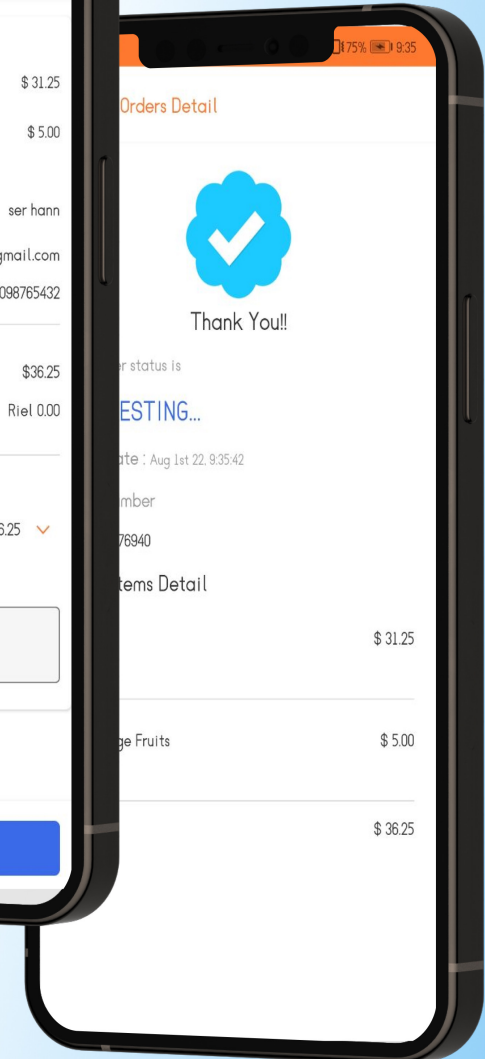 $ 31.25
$ 5.00
ser hann
gmail.com
098765432
$36.25
Riel 0.00
6.25
75% 9:35
Orders Detail
Thank You!!
r status is
ESTING...
ate : Aug 1st 22, 9:35:42
mber
76940
tems Detail
$ 31.25
ge Fruits $ 5.00
$ 36.25